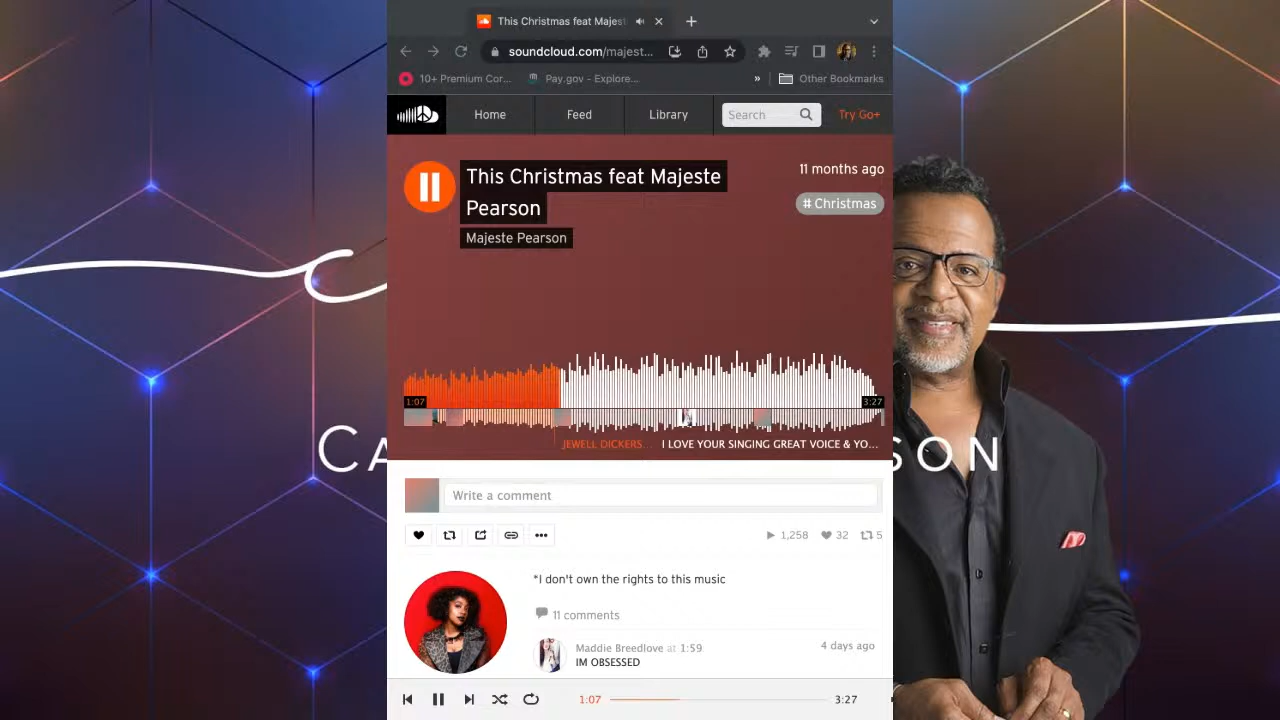 This Christmas feat Majest
soundcloud.com/majest...
10+ Premium Cor... Pay.gov - Explore... » Other Bookmarks
Home Feed Library Search Try Go+
This Christmas feat Majeste
Pearson
Majeste Pearson
11 months ago
# Christmas
1:07 3:27
JEWELL DICKERS... I LOVE YOUR SINGING GREAT VOICE & YO...
CA
SON
Write a comment
1,258 32 5
*I don't own the rights to this music
11 comments
Maddie Breedlove at 1:59 4 days ago
IM OBSESSED
1:07 3:27